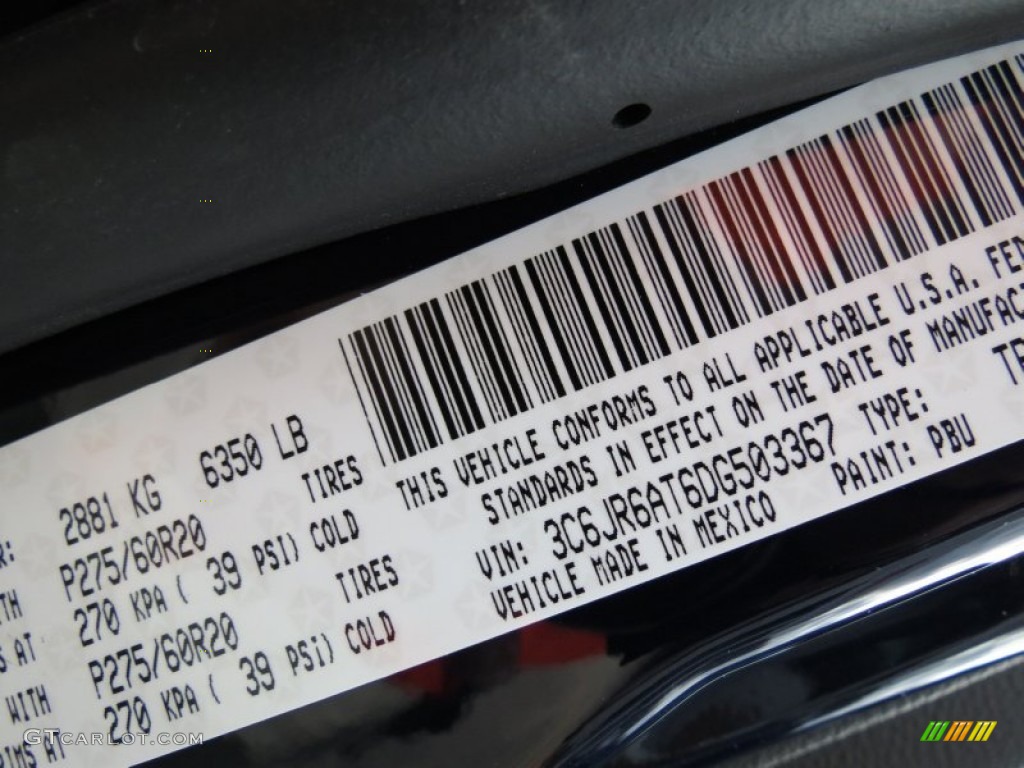 2881 KG 6350 LB
P275/60R20 TIRES
270 KPA ( 39 PSI) COLD
WITH P275/60R20 TIRES
AT 270 KPA ( 39 PSI) COLD
THIS VEHICLE CONFORMS TO ALL APPLICABLE U.S.A. FED
STANDARDS IN EFFECT ON THE DATE OF MANUFAC
VIN: 3C6JR6AT6DG503367 TYPE:
VEHICLE MADE IN MEXICO PAINT: PBU
GTCarLot.com